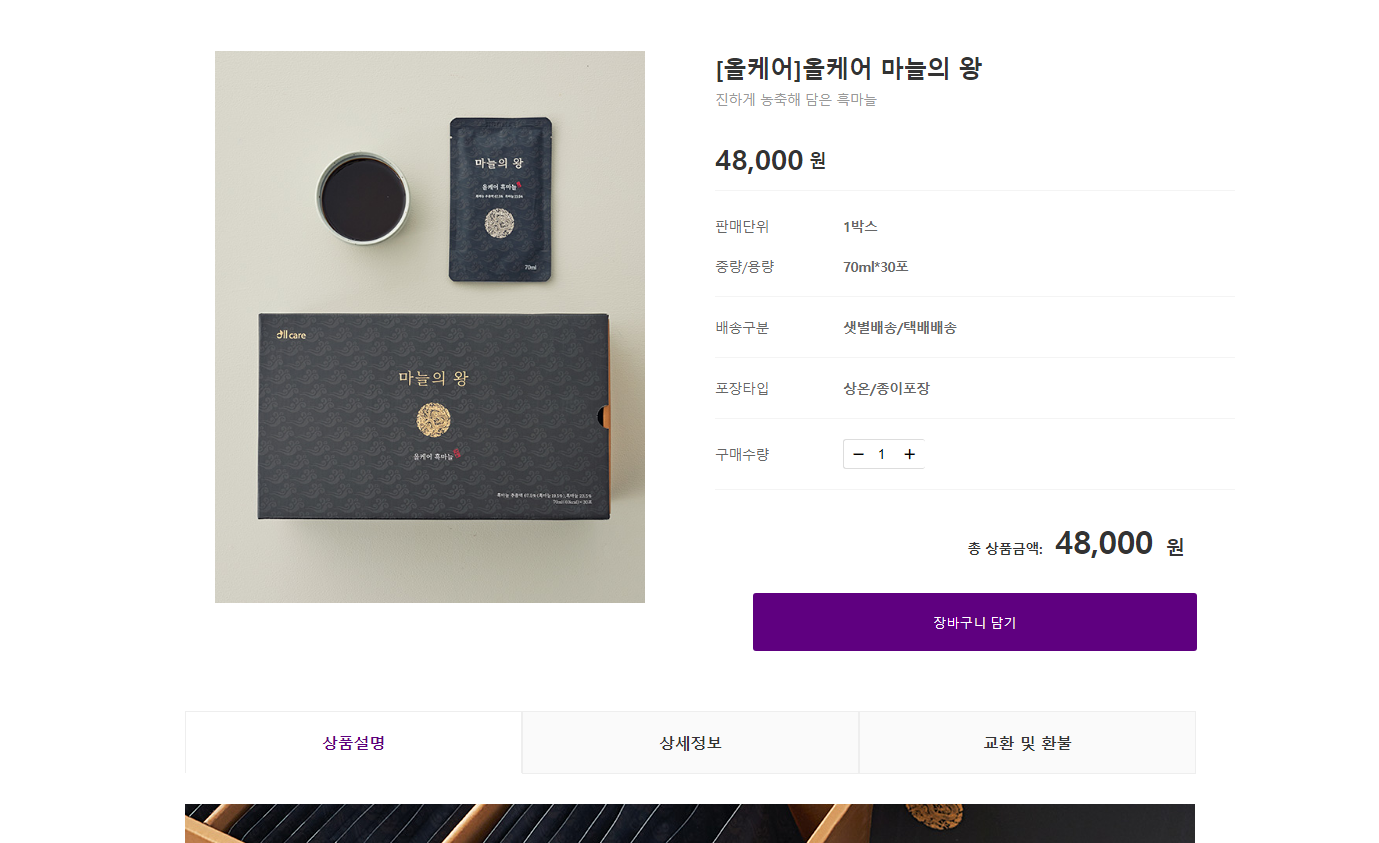 [올케어]올케어 마늘의 왕
진하게 농축해 담은 흑마늘
48,000 원
판매단위 1박스
중량/용량 70ml*30포
배송구분 샛별배송/택배배송
포장타입 상온/종이포장
구매수량 − 1 +
총 상품금액: 48,000 원
장바구니 담기
마늘의 왕
올케어 흑마늘
70ml
all care
마늘의 왕
올케어 흑마늘
상품설명 상세정보 교환 및 환불